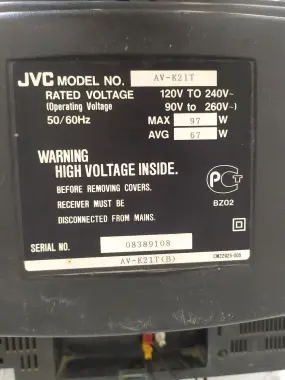 JVC MODEL NO. AV-K21T
RATED VOLTAGE 120V TO 240V~
(Operating Voltage 90V to 260V~)
50/60Hz MAX 97 W
AVG 67 W
WARNING
HIGH VOLTAGE INSIDE.
BEFORE REMOVING COVERS.
RECEIVER MUST BE
DISCONNECTED FROM MAINS.
PCT
BZ02
SERIAL NO. 08389108
AV-K21T(B)